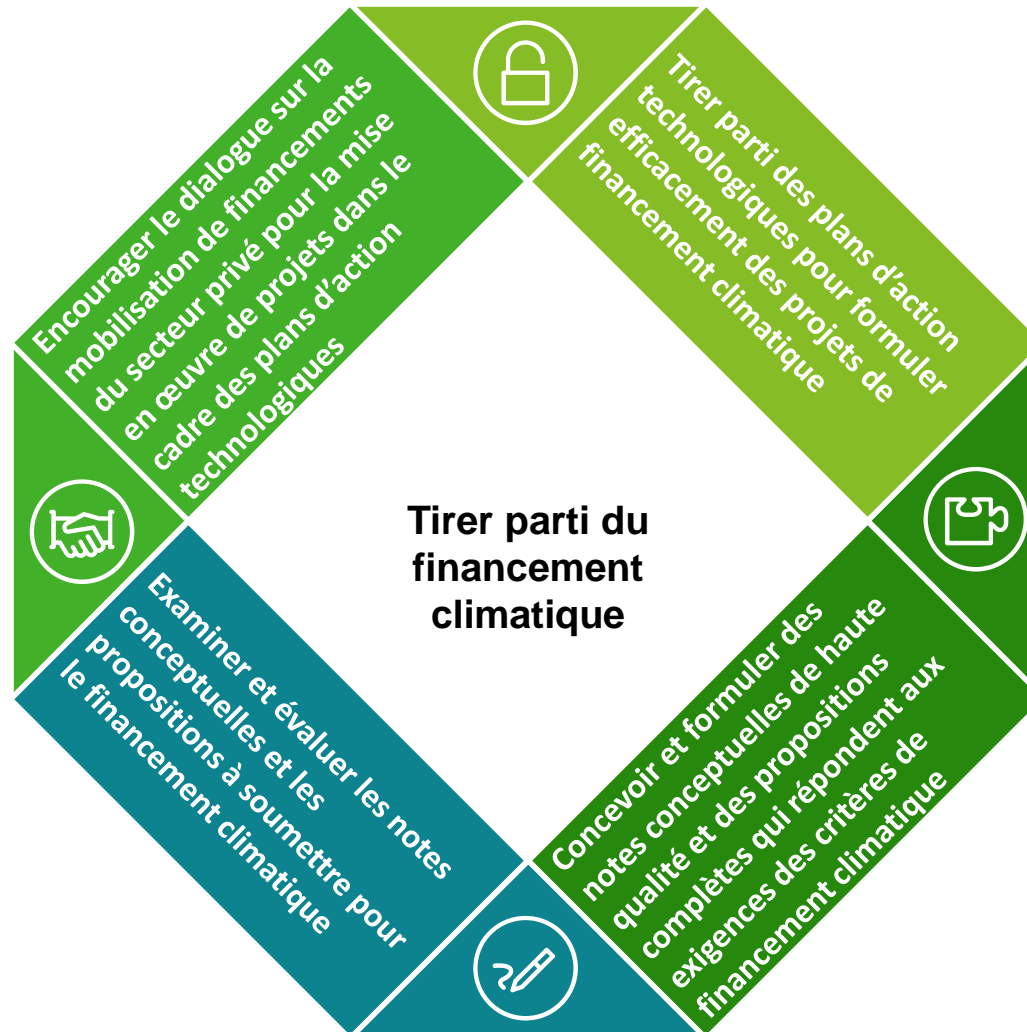 Encourager le dialogue sur la
mobilisation de financements
du secteur privé pour la mise
en œuvre de projets dans le
cadre des plans d’action
technologiques
Tirer parti des plans d’action
technologiques pour formuler
efficacement des projets de
financement climatique
Tirer parti du
financement
climatique
Examiner et évaluer les notes
conceptuelles et les
propositions à soumettre pour
le financement climatique
Concevoir et formuler des
notes conceptuelles de haute
qualité et des propositions
complètes qui répondent aux
exigences des critères de
financement climatique